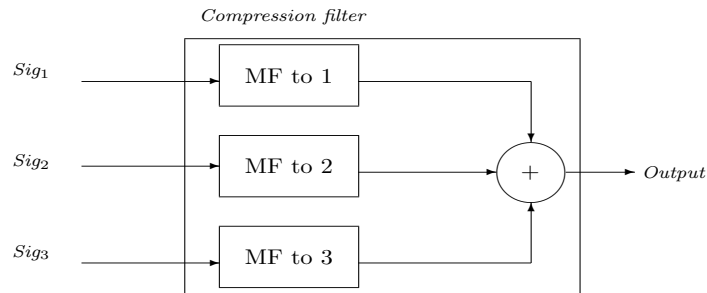 Compression filter
Sig1
MF to 1
Sig2
MF to 2
+
Output
Sig3
MF to 3